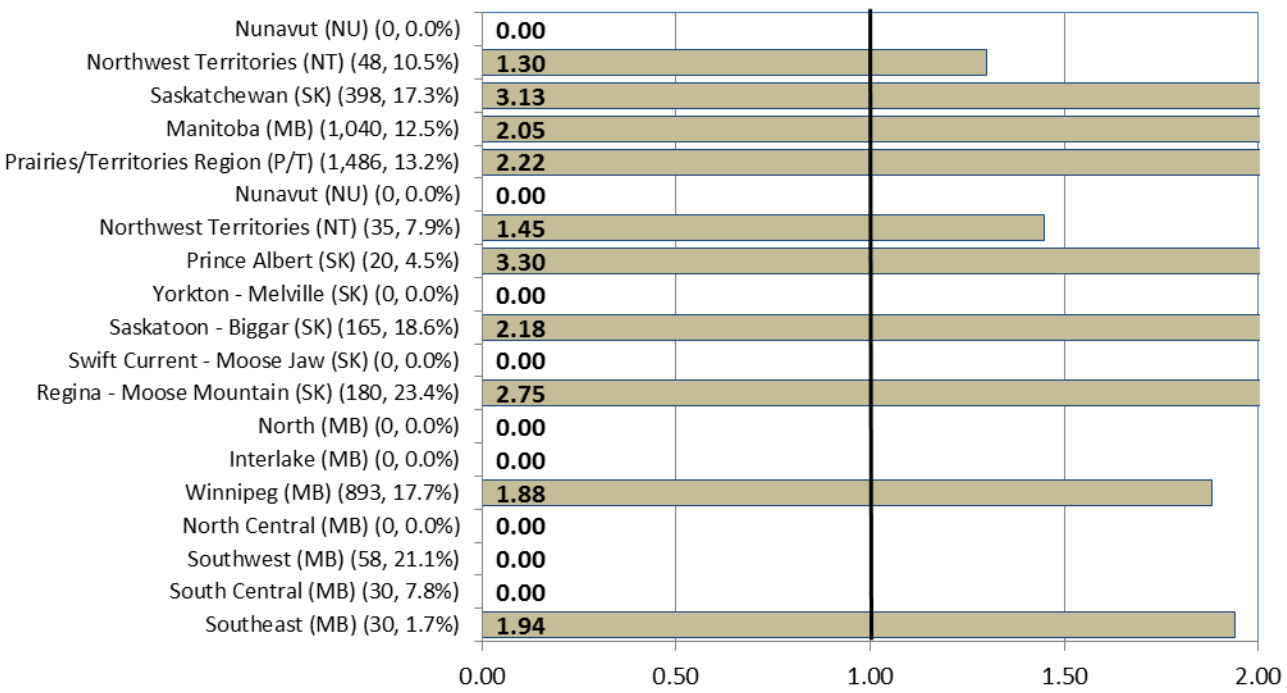 Nunavut (NU) (0, 0.0%) 0.00
Northwest Territories (NT) (48, 10.5%) 1.30
Saskatchewan (SK) (398, 17.3%) 3.13
Manitoba (MB) (1,040, 12.5%) 2.05
Prairies/Territories Region (P/T) (1,486, 13.2%) 2.22
Nunavut (NU) (0, 0.0%) 0.00
Northwest Territories (NT) (35, 7.9%) 1.45
Prince Albert (SK) (20, 4.5%) 3.30
Yorkton - Melville (SK) (0, 0.0%) 0.00
Saskatoon - Biggar (SK) (165, 18.6%) 2.18
Swift Current - Moose Jaw (SK) (0, 0.0%) 0.00
Regina - Moose Mountain (SK) (180, 23.4%) 2.75
North (MB) (0, 0.0%) 0.00
Interlake (MB) (0, 0.0%) 0.00
Winnipeg (MB) (893, 17.7%) 1.88
North Central (MB) (0, 0.0%) 0.00
Southwest (MB) (58, 21.1%) 0.00
South Central (MB) (30, 7.8%) 0.00
Southeast (MB) (30, 1.7%) 1.94
0.00 0.50 1.00 1.50 2.00